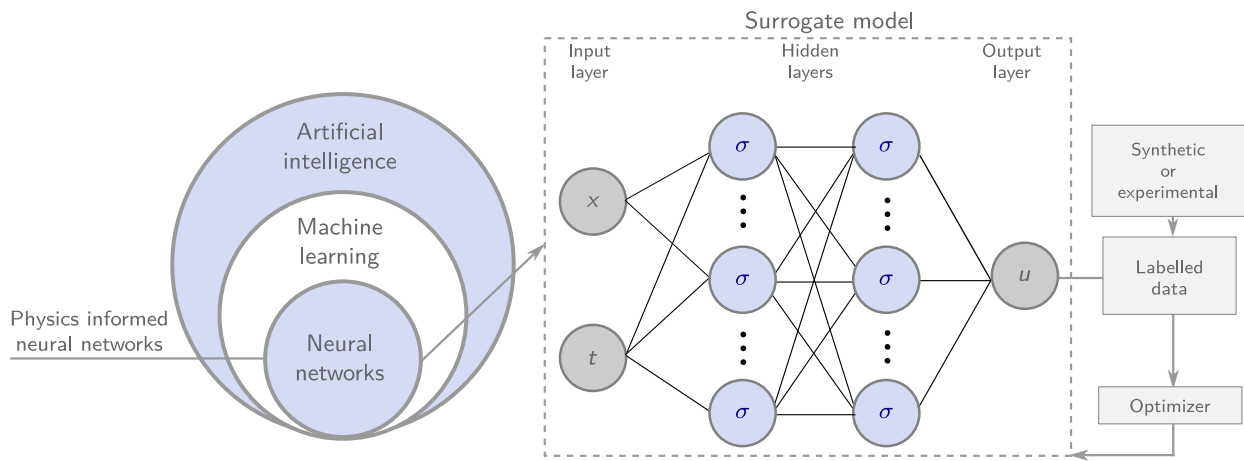 Surrogate model
Input
layer
Hidden
layers
Output
layer
Artificial
intelligence
Machine
learning
Physics informed
neural networks
Neural
networks
x
t
σ
σ
σ
σ
σ
σ
u
Synthetic
or
experimental
Labelled
data
Optimizer